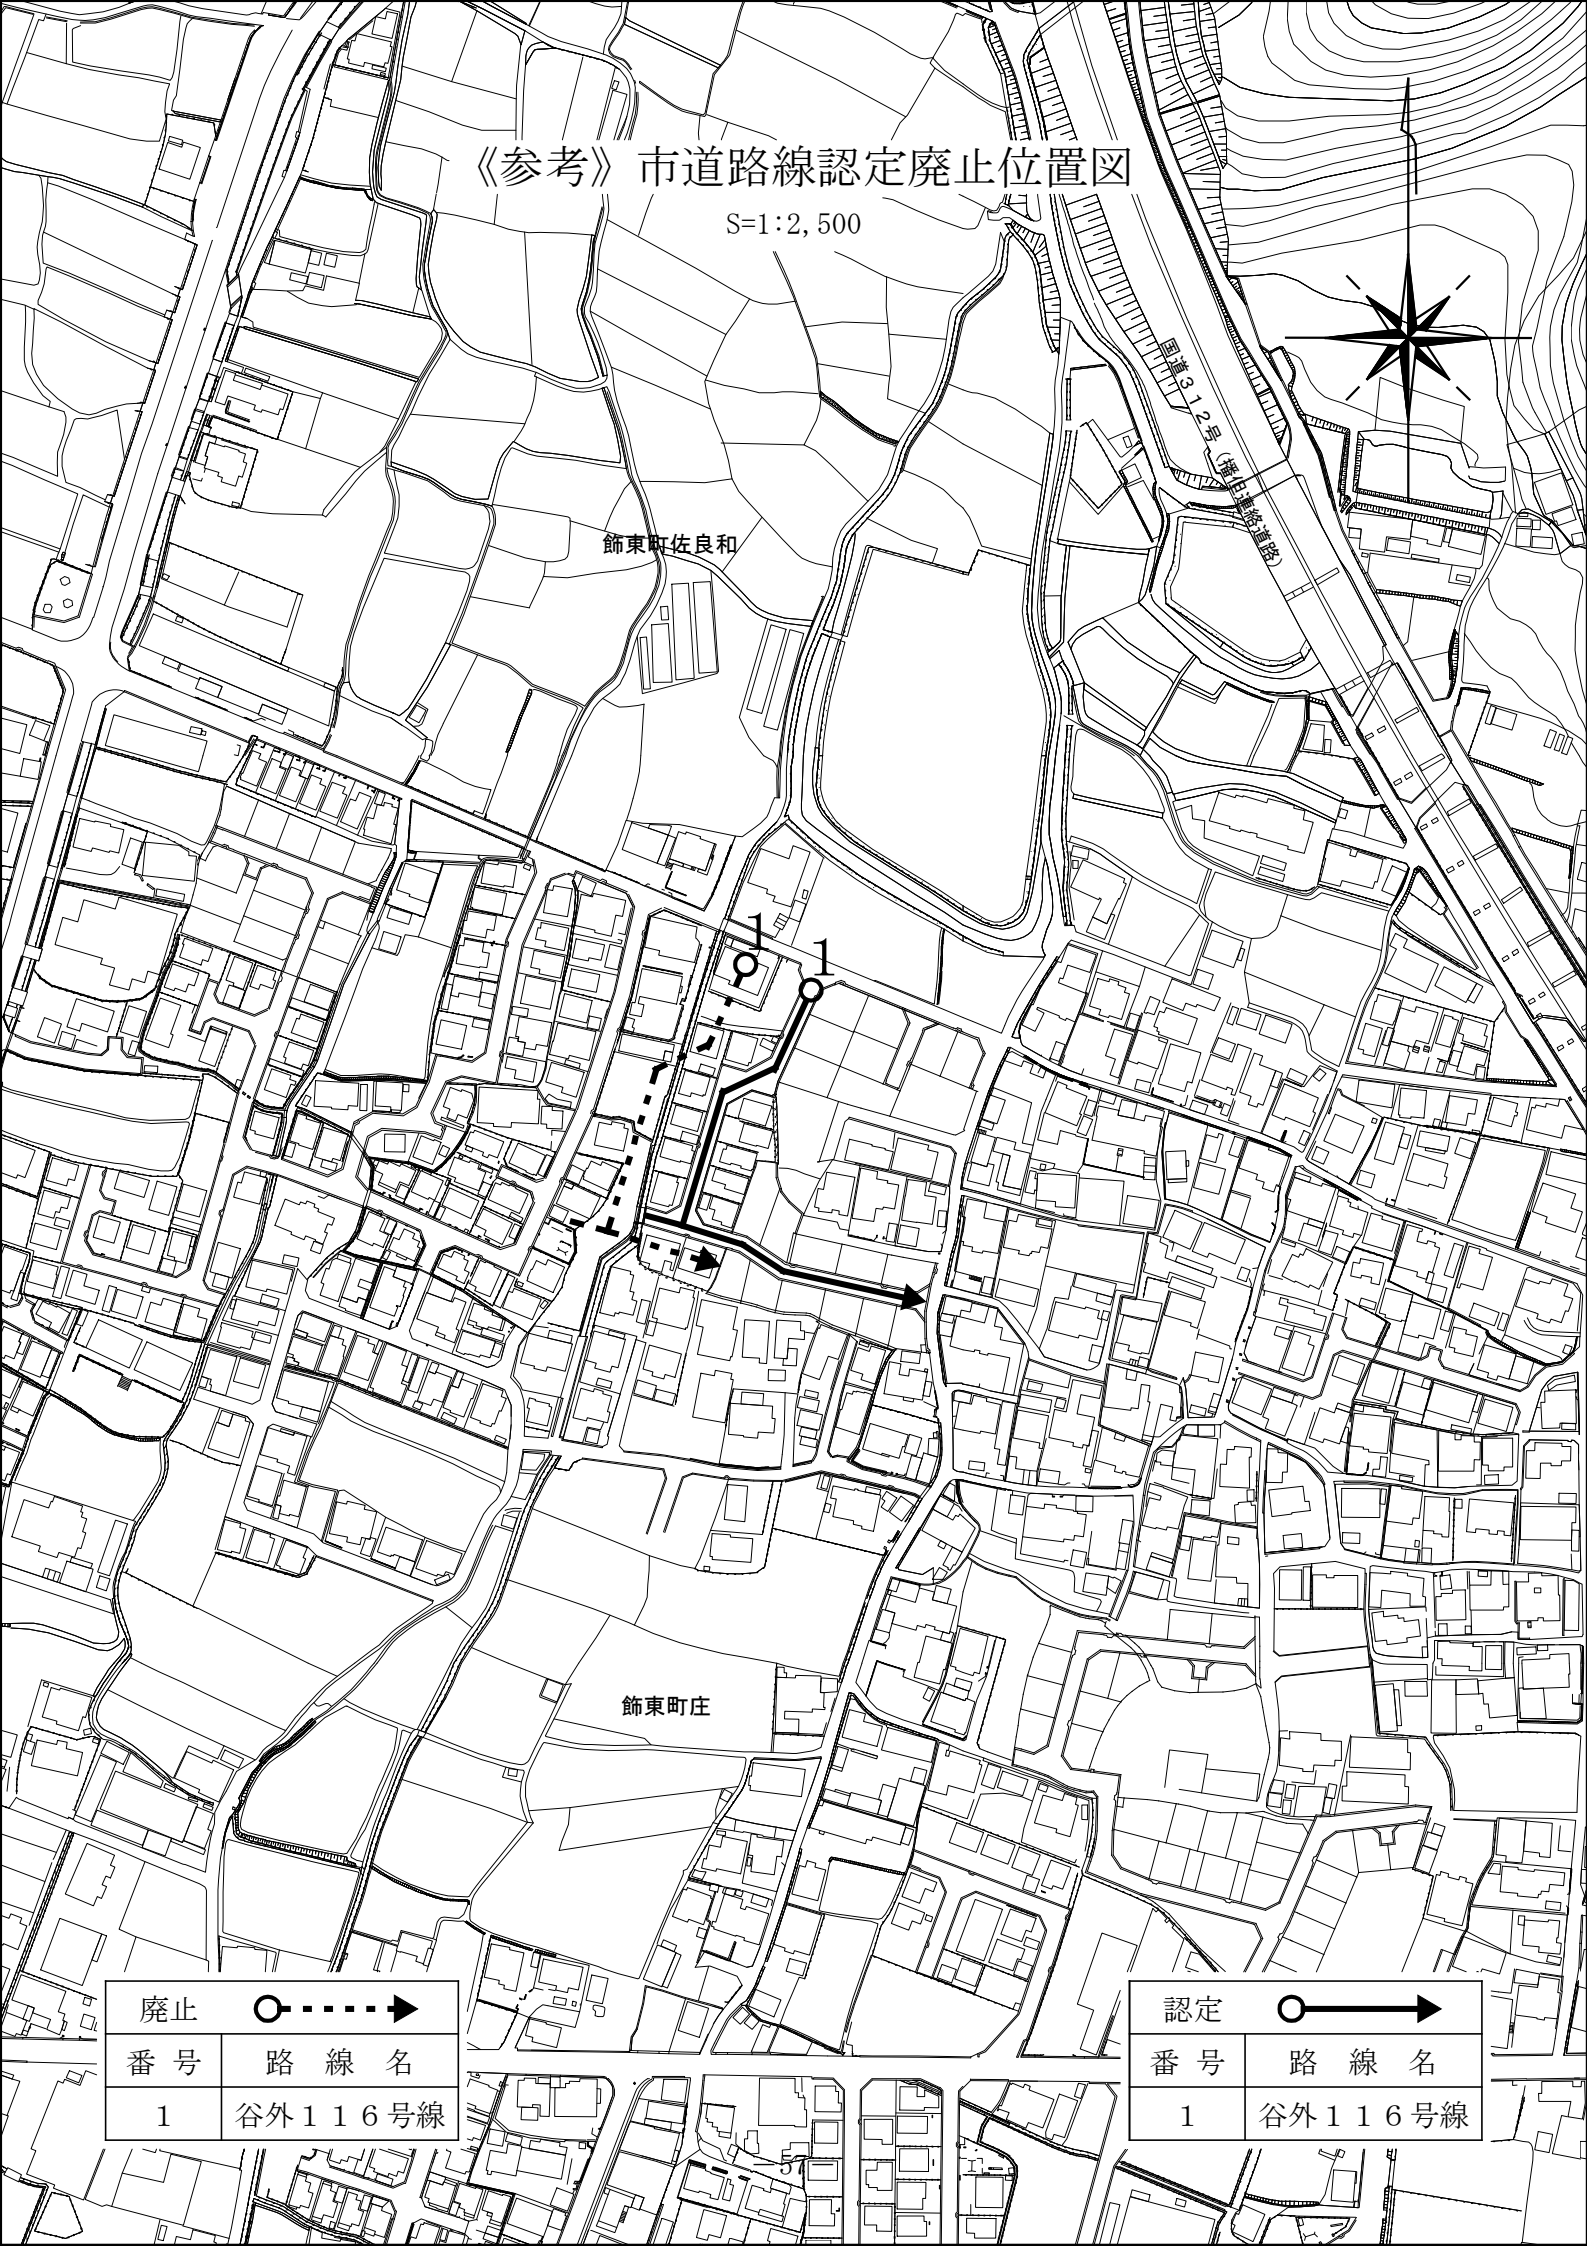 《参考》市道路線認定廃止位置図
S=1:2,500
国道312号（播但連絡道路）
飾東町佐良和
1
1
飾東町庄
廃止
番号 路線名
1 谷外１１６号線
認定
番号 路線名
1 谷外１１６号線
57